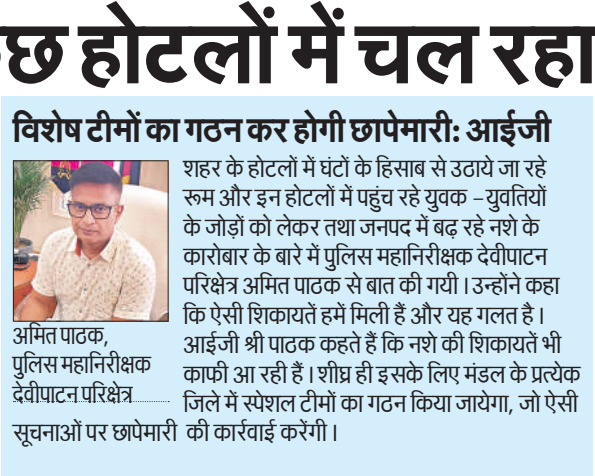 छ होटलों में चल रहा
विशेष टीमों का गठन कर होगी छापेमारी: आईजी
शहर के होटलों में घंटों के हिसाब से उठाये जा रहे
रूम और इन होटलों में पहुंच रहे युवक –युवतियों
के जोड़ों को लेकर तथा जनपद में बढ़ रहे नशे के
कारोबार के बारे में पुलिस महानिरीक्षक देवीपाटन
परिक्षेत्र अमित पाठक से बात की गयी । उन्होंने कहा
कि ऐसी शिकायतें हमें मिली हैं और यह गलत है ।
आईजी श्री पाठक कहते हैं कि नशे की शिकायतें भी
काफी आ रही हैं । शीघ्र ही इसके लिए मंडल के प्रत्येक
जिले में स्पेशल टीमों का गठन किया जायेगा, जो ऐसी
सूचनाओं पर छापेमारी की कार्रवाई करेंगी ।
अमित पाठक,
पुलिस महानिरीक्षक
देवीपाटन परिक्षेत्र